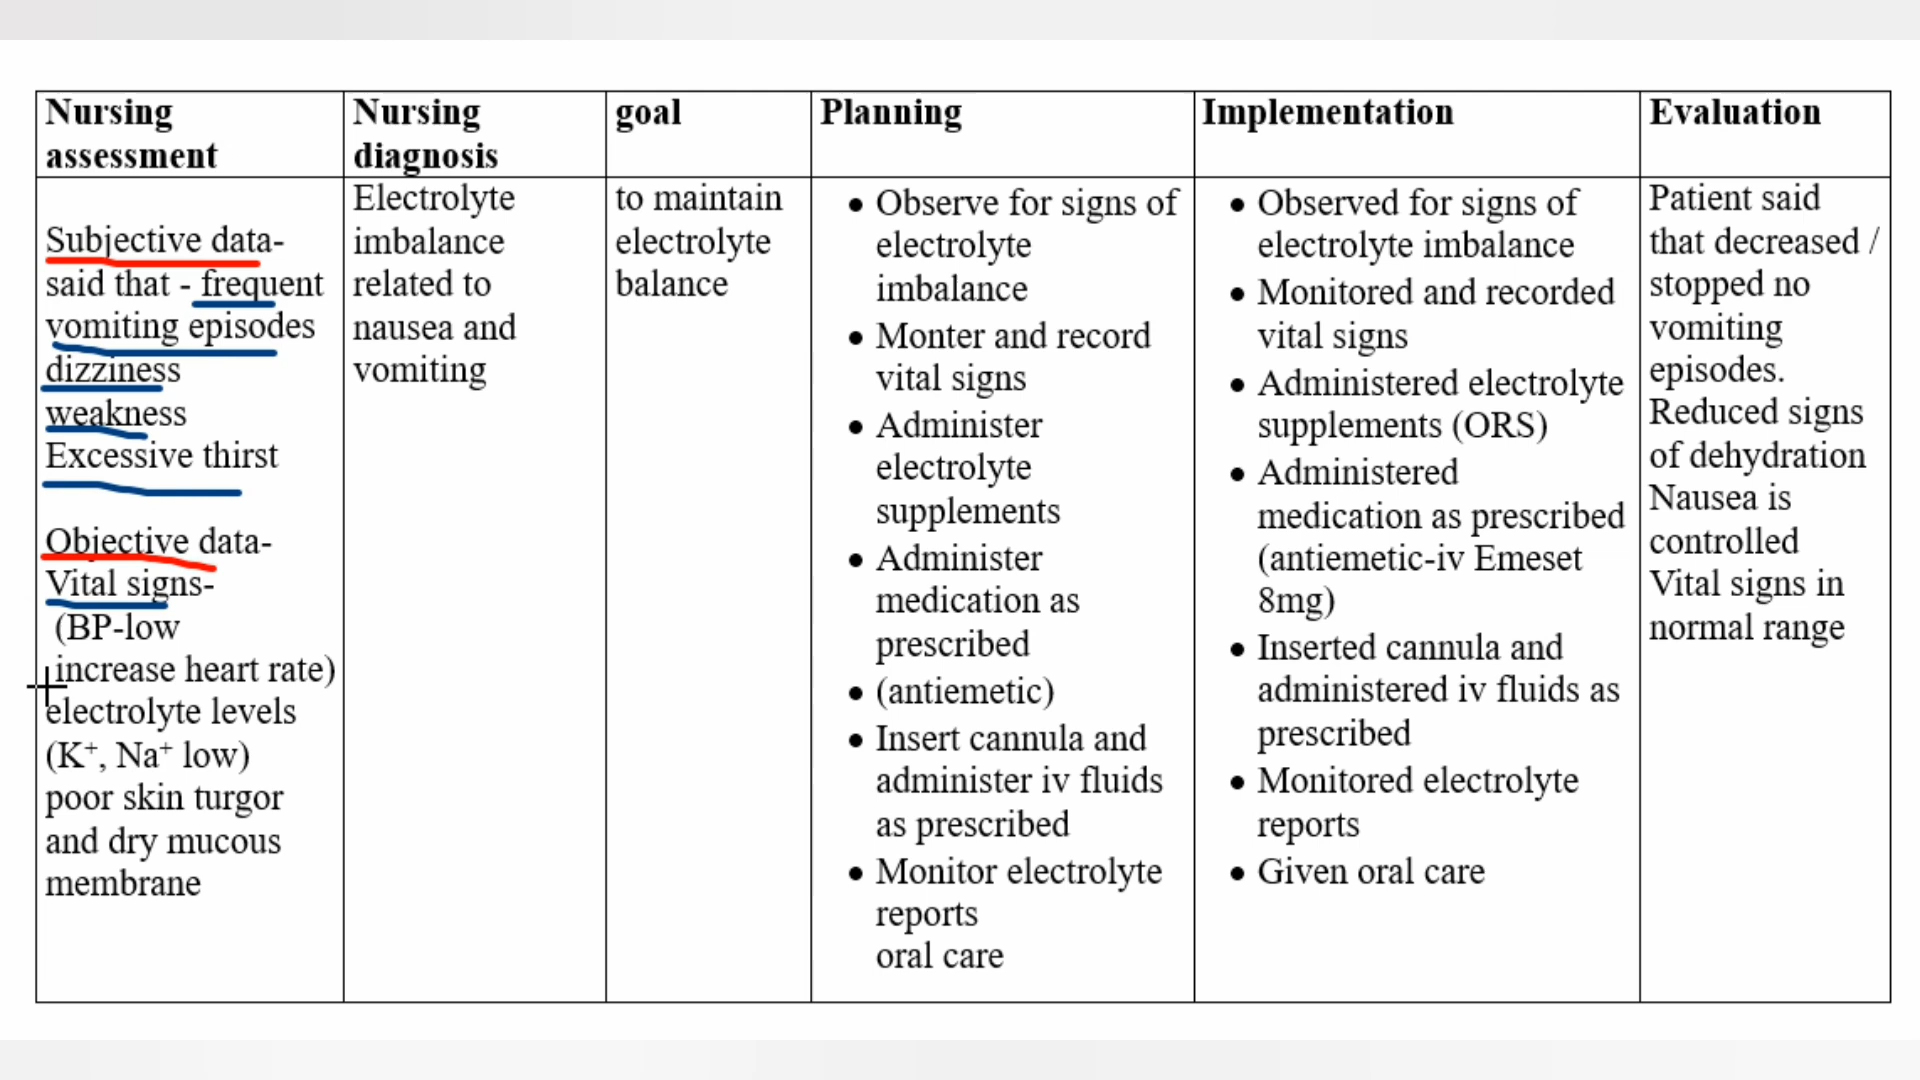 Nursing
assessment
Nursing
diagnosis
goal
Planning
Implementation
Evaluation
Subjective data-
said that - frequent
vomiting episodes
dizziness
weakness
Excessive thirst
Objective data-
Vital signs-
(BP-low
increase heart rate)
electrolyte levels
(K⁺, Na⁺ low)
poor skin turgor
and dry mucous
membrane
Electrolyte
imbalance
related to
nausea and
vomiting
to maintain
electrolyte
balance
• Observe for signs of
electrolyte
imbalance
• Monter and record
vital signs
• Administer
electrolyte
supplements
• Administer
medication as
prescribed
• (antiemetic)
• Insert cannula and
administer iv fluids
as prescribed
• Monitor electrolyte
reports
oral care
• Observed for signs of
electrolyte imbalance
• Monitored and recorded
vital signs
• Administered electrolyte
supplements (ORS)
• Administered
medication as prescribed
(antiemetic-iv Emeset
8mg)
• Inserted cannula and
administered iv fluids as
prescribed
• Monitored electrolyte
reports
• Given oral care
Patient said
that decreased /
stopped no
vomiting
episodes.
Reduced signs
of dehydration
Nausea is
controlled
Vital signs in
normal range